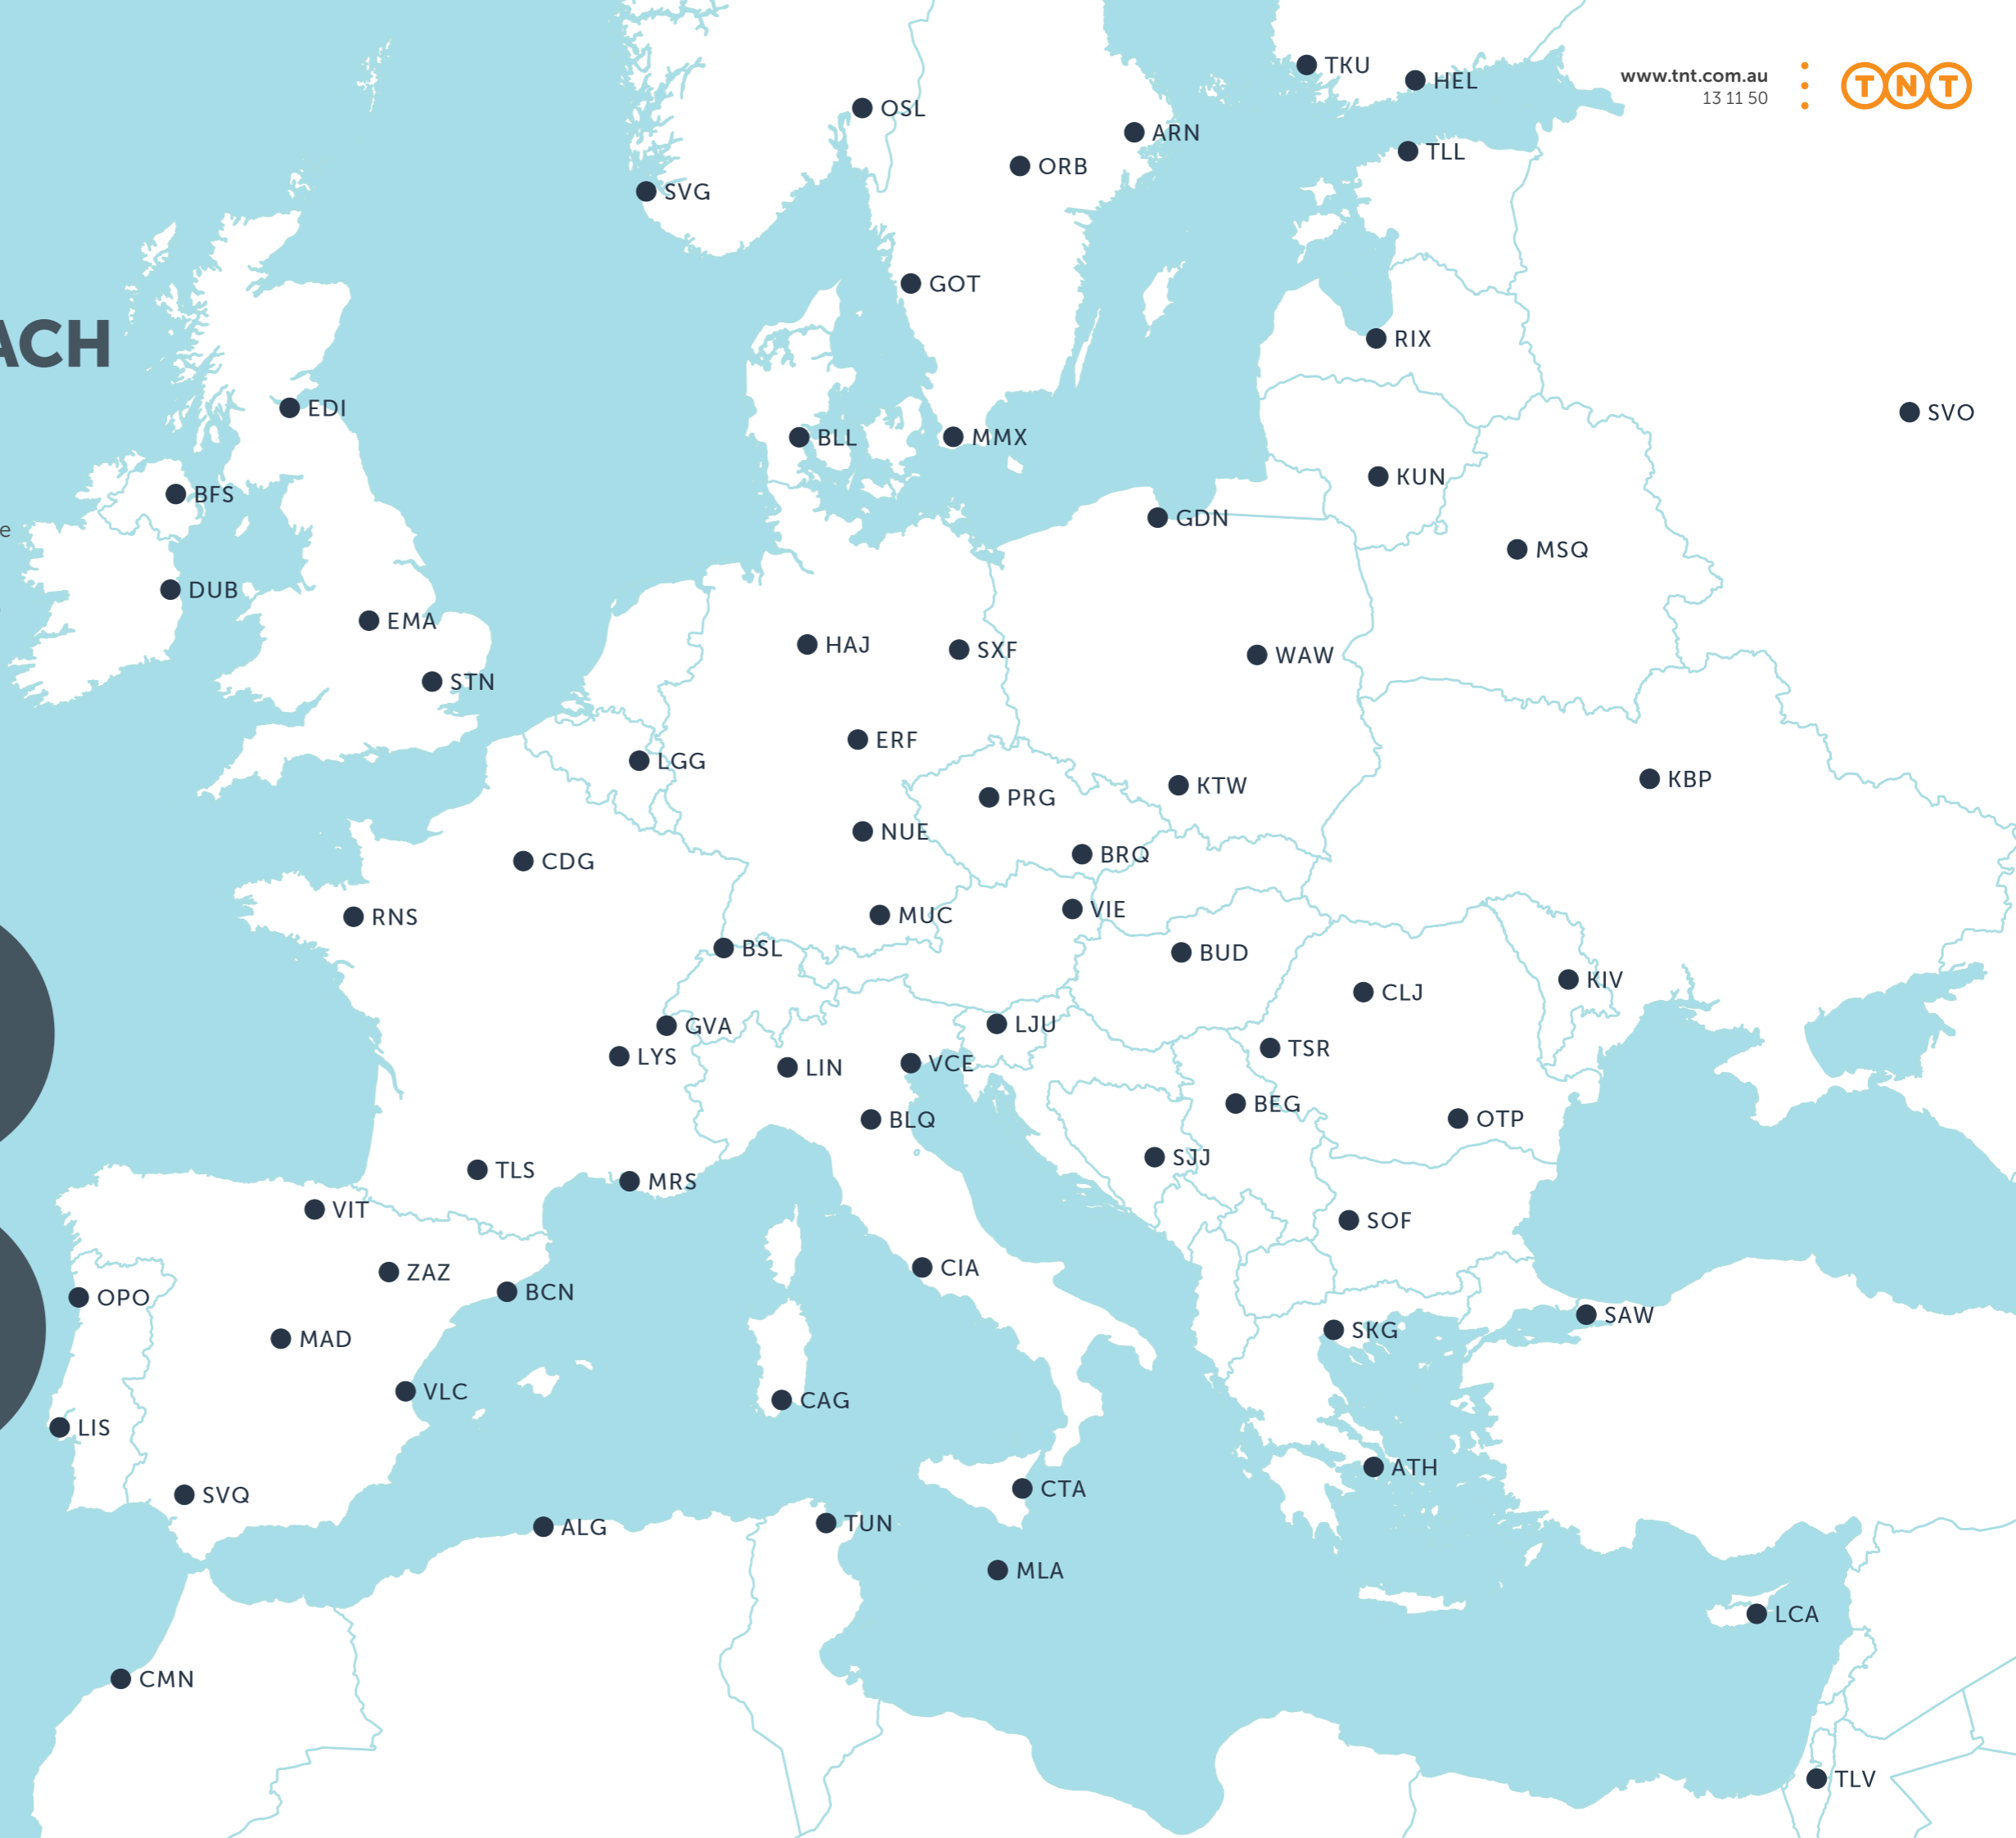 TKU
www.tnt.com.au
13 11 50
TNT
HEL
OSL
ARN
TLL
ORB
SVG
GOT
ACH
RIX
EDI
SVO
BLL
MMX
KUN
BFS
GDN
e
MSQ
DUB
EMA
HAJ
SXF
WAW
STN
ERF
LGG
KBP
KTW
PRG
NUE
BRQ
CDG
VIE
MUC
RNS
BSL
BUD
KIV
CLJ
LJU
GVA
TSR
LYS
VCE
LIN
BEG
OTP
BLQ
SJJ
TLS
MRS
VIT
SOF
CIA
ZAZ
BCN
OPO
SAW
SKG
MAD
VLC
CAG
LIS
ATH
CTA
SVQ
TUN
ALG
MLA
LCA
CMN
TLV